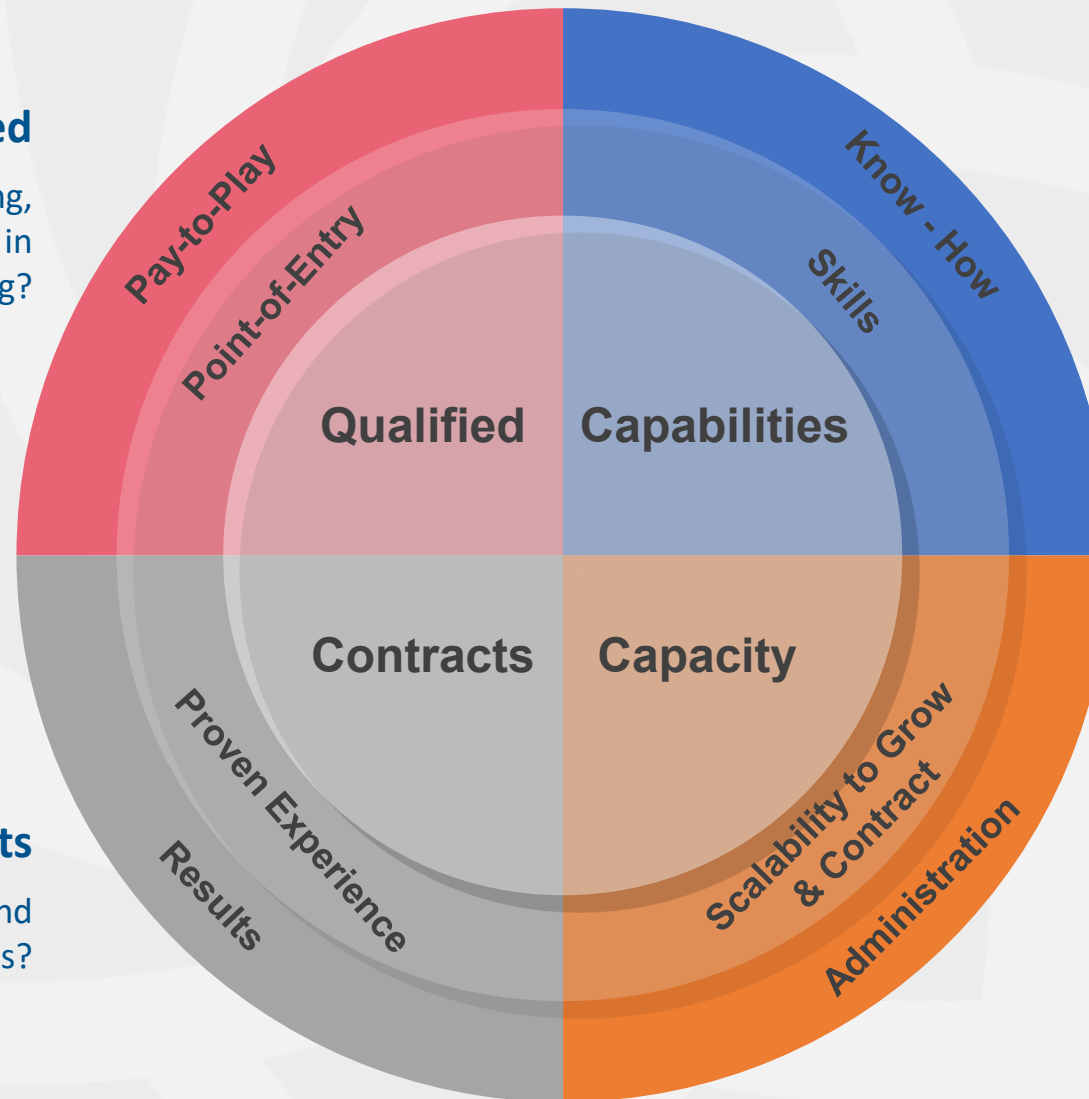 ed
ng,
in
g?
Pay-to-Play
Point-of-Entry
Qualified
Know - How
Skills
Capabilities
Contracts
Proven Experience
Results
Capacity
Scalability to Grow
& Contract
Administration
ts
nd
s?